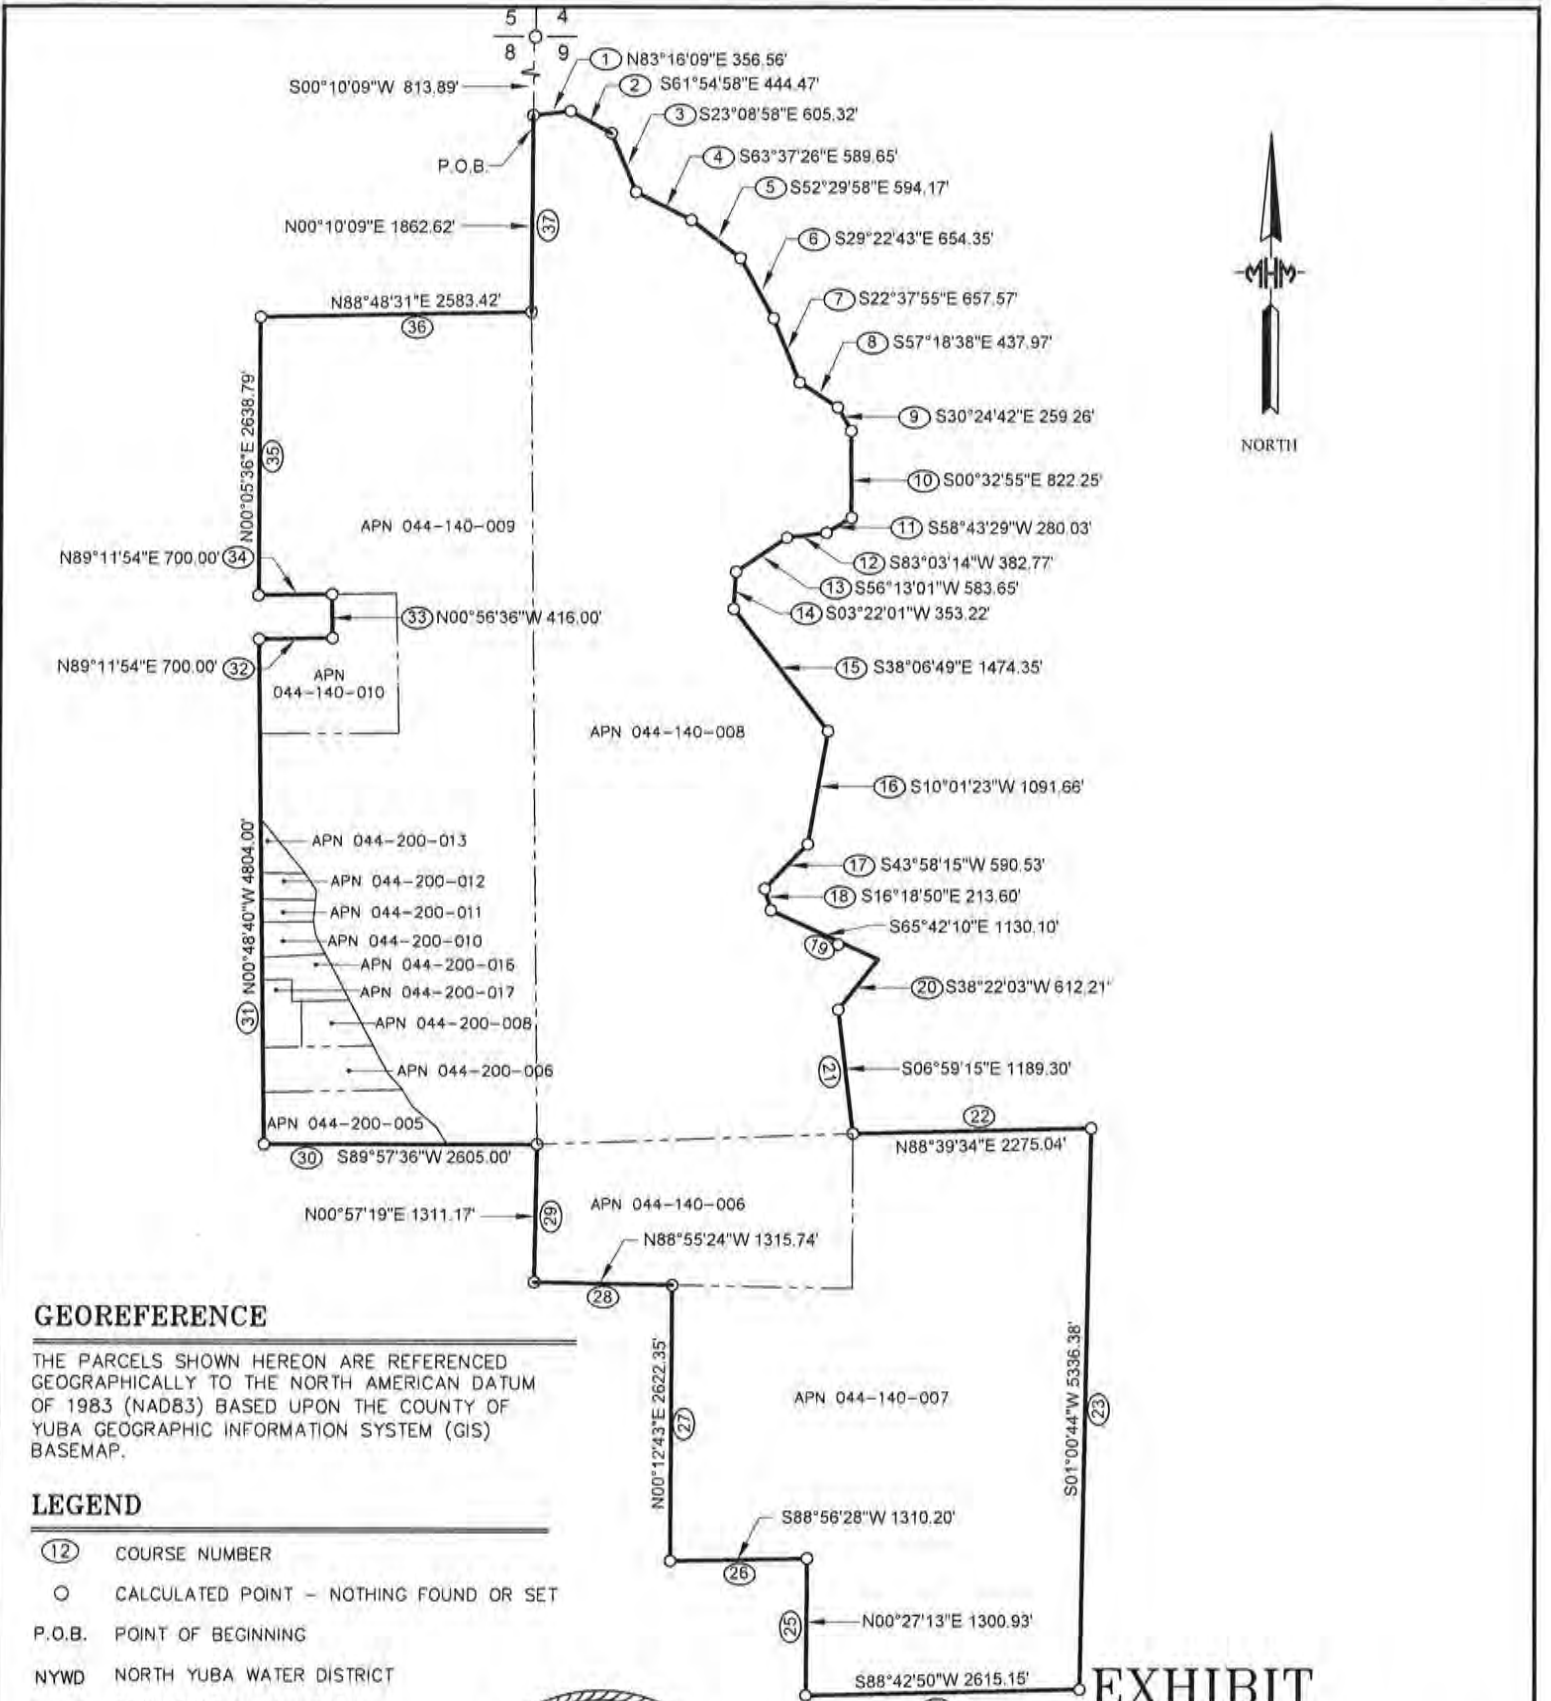 5 4
8 9
S00°10'09"W 813.89'
1 N83°16'09"E 356.56'
2 S61°54'58"E 444.47'
3 S23°08'58"E 605.32'
P.O.B.
4 S63°37'26"E 589.65'
5 S52°29'58"E 594.17'
N00°10'09"E 1862.62'
37
6 S29°22'43"E 654.35'
N88°48'31"E 2583.42'
36
7 S22°37'55"E 657.57'
8 S57°18'38"E 437.97'
9 S30°24'42"E 259 26'
NORTH
N00°05'36"E 2638.79'
35
10 S00°32'55"E 822.25'
APN 044-140-009
11 S58°43'29"W 280.03'
N89°11'54"E 700.00' 34
12 S83°03'14"W 382.77'
13 S56°13'01"W 583.65'
33 N00°56'36"W 416.00'
14 S03°22'01"W 353.22'
N89°11'54"E 700.00' 32
15 S38°06'49"E 1474.35'
APN
044-140-010
APN 044-140-008
16 S10°01'23"W 1091.66'
31 N00°48'40"W 4804.00'
APN 044-200-013
17 S43°58'15"W 590.53'
APN 044-200-012
18 S16°18'50"E 213.60'
APN 044-200-011
S65°42'10"E 1130.10'
19
APN 044-200-010
APN 044-200-016
APN 044-200-017
20 S38°22'03"W 612.21'
APN 044-200-008
APN 044-200-006
21 S06°59'15"E 1189.30'
APN 044-200-005
22
N88°39'34"E 2275.04'
30 S89°57'36"W 2605.00'
APN 044-140-006
N00°57'19"E 1311.17'
29
N88°55'24"W 1315.74'
28
GEOREFERENCE
THE PARCELS SHOWN HEREON ARE REFERENCED
GEOGRAPHICALLY TO THE NORTH AMERICAN DATUM
OF 1983 (NAD83) BASED UPON THE COUNTY OF
YUBA GEOGRAPHIC INFORMATION SYSTEM (GIS)
BASEMAP.
N00°12'43"E 2622.35'
27
APN 044-140-007
S01°00'44"W 5336.38'
23
LEGEND
12 COURSE NUMBER
O CALCULATED POINT - NOTHING FOUND OR SET
P.O.B. POINT OF BEGINNING
NYWD NORTH YUBA WATER DISTRICT
S88°56'28"W 1310.20'
26
25 N00°27'13"E 1300.93'
S88°42'50"W 2615.15'
EXHIBIT